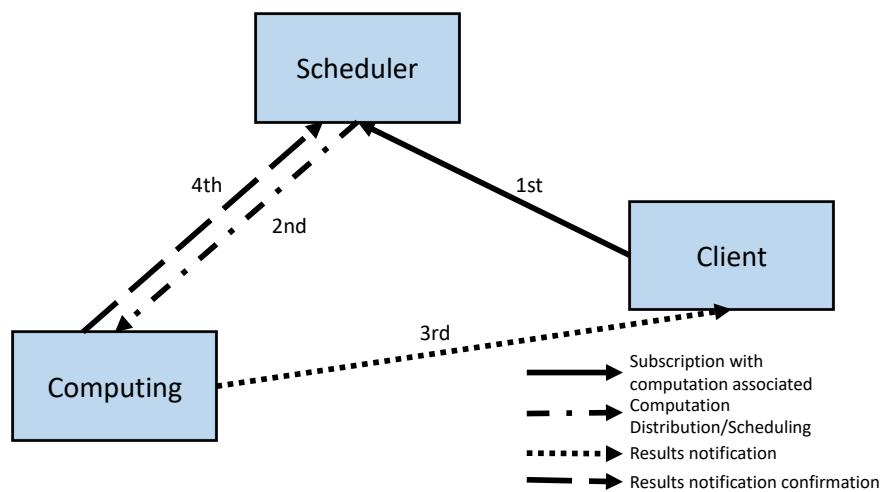 Scheduler
4th
1st
2nd
Client
3rd
Computing
Subscription with
computation associated
Computation
Distribution/Scheduling
Results notification
Results notification confirmation